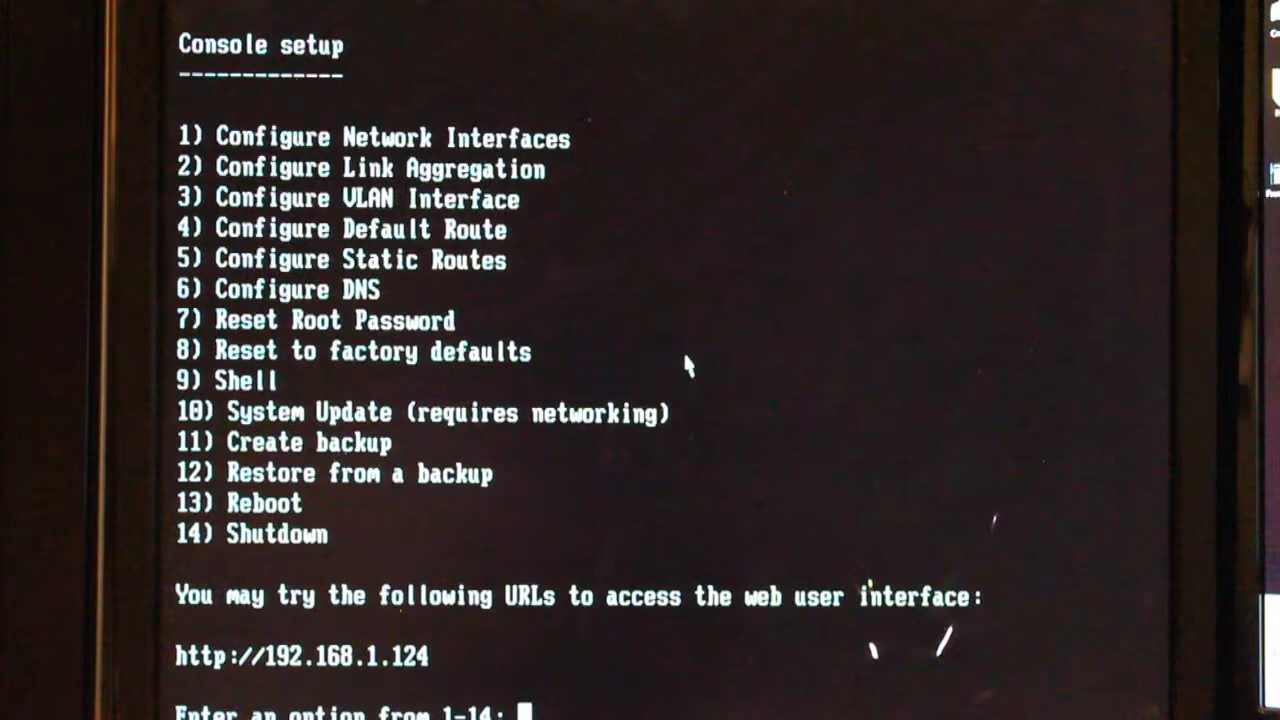 Console setup
-------------
1) Configure Network Interfaces
2) Configure Link Aggregation
3) Configure VLAN Interface
4) Configure Default Route
5) Configure Static Routes
6) Configure DNS
7) Reset Root Password
8) Reset to factory defaults
9) Shell
10) System Update (requires networking)
11) Create backup
12) Restore from a backup
13) Reboot
14) Shutdown
You may try the following URLs to access the web user interface:
http://192.168.1.124
Enter an option from 1-14: